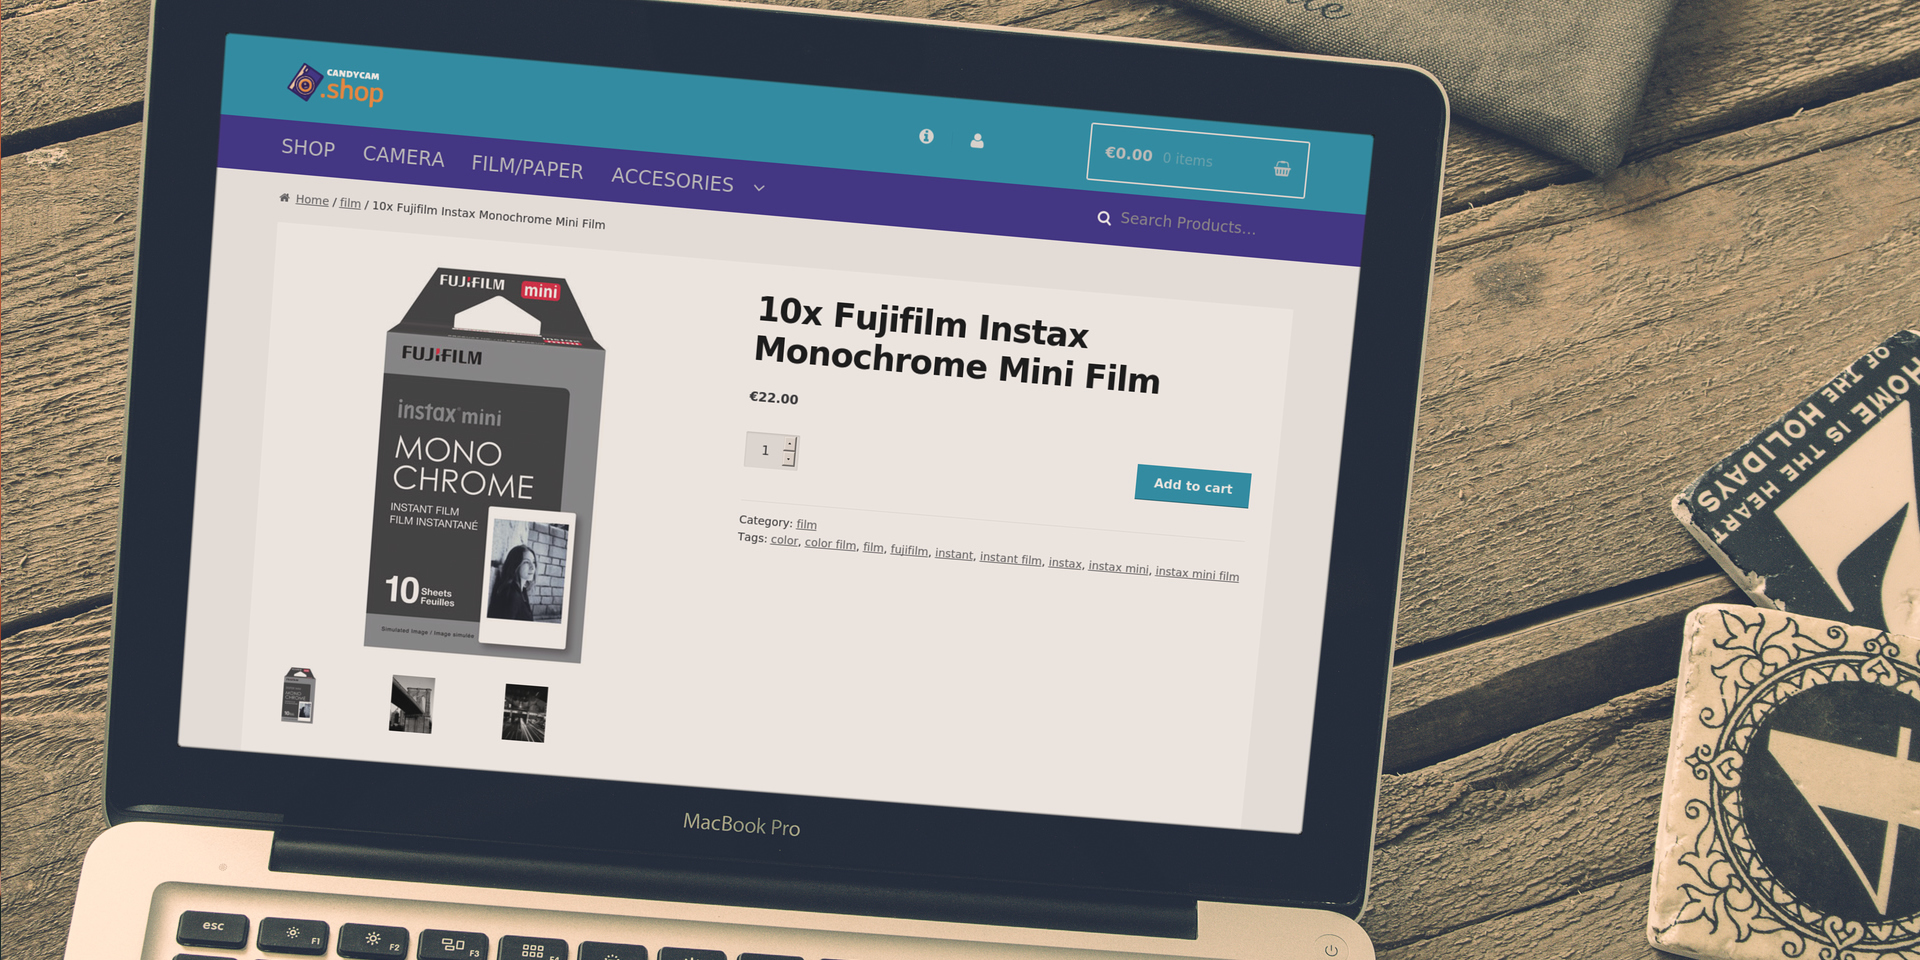 ue
CANDYCAM
.shop
€0.00 0 items
SHOP CAMERA FILM/PAPER ACCESORIES
Search Products...
Home / film / 10x Fujifilm Instax Monochrome Mini Film
FUJIFILM mini
FUJIFILM
instax mini
MONO
CHROME
INSTANT FILM
FILM INSTANTANÉ
10 Sheets
Feuilles
Simulated image / Image simulée
10x Fujifilm Instax
Monochrome Mini Film
€22.00
1
Add to cart
Category: film
Tags: color, color film, film, fujifilm, instant, instant film, instax, instax mini, instax mini film
MacBook Pro
esc
F1
F2
F3
F4
HOME IS THE HEART
OF THE HOLIDAYS